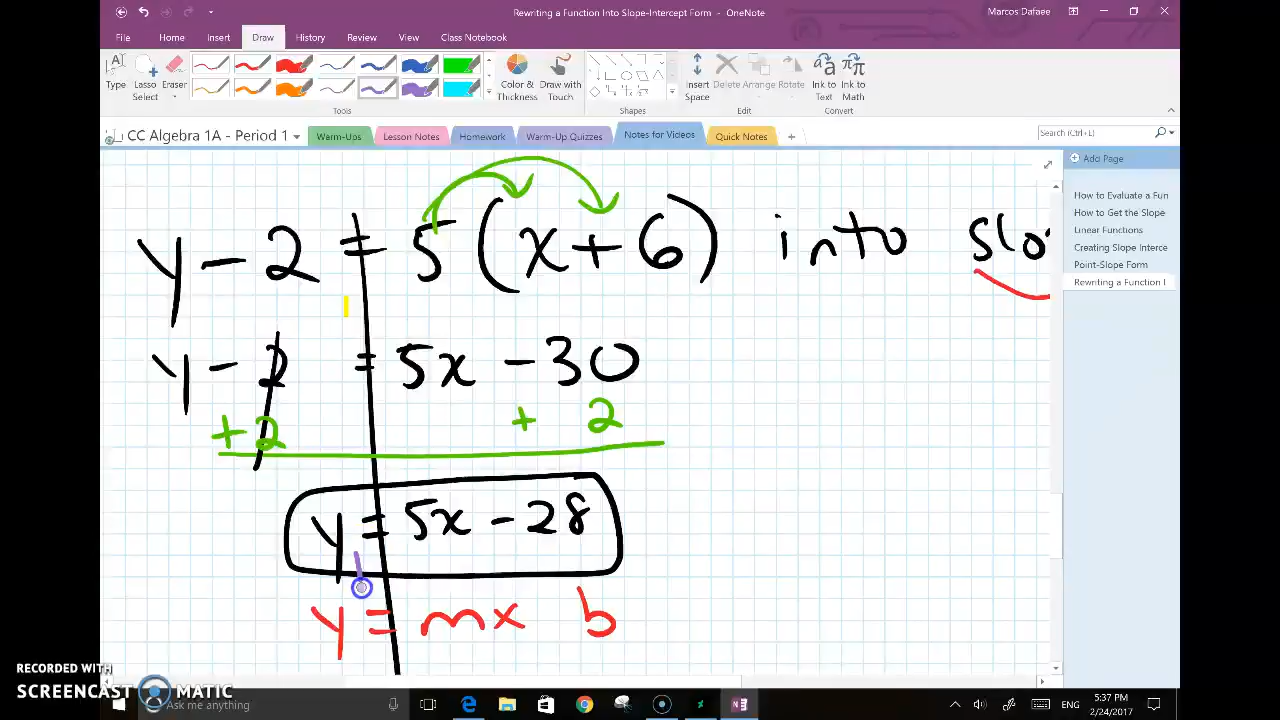 Rewriting a Function Into Slope-Intercept Form - OneNote
Marcos Dafaee
File Home Insert Draw History Review View Class Notebook
Type
Lasso Select
Eraser
Color & Thickness
Draw with Touch
Insert Space
Delete
Arrange
Rotate
Ink to Text
Ink to Math
Tools
Shapes
Edit
Convert
CC Algebra 1A - Period 1
Warm-Ups
Lesson Notes
Homework
Warm-Up Quizzes
Notes for Videos
Quick Notes
+
Search (Ctrl+L)
Add Page
How to Evaluate a Fun
How to Get the Slope
Linear Functions
Creating Slope Interce
Point-Slope Form
Rewriting a Function I
y - 2 = 5 (x + 6) into slo
y - 2 = 5x - 30
+ 2 + 2
y = 5x - 28
y = mx b
RECORDED WITH
SCREENCAST MATIC
Ask me anything
ENG
5:37 PM
2/24/2017